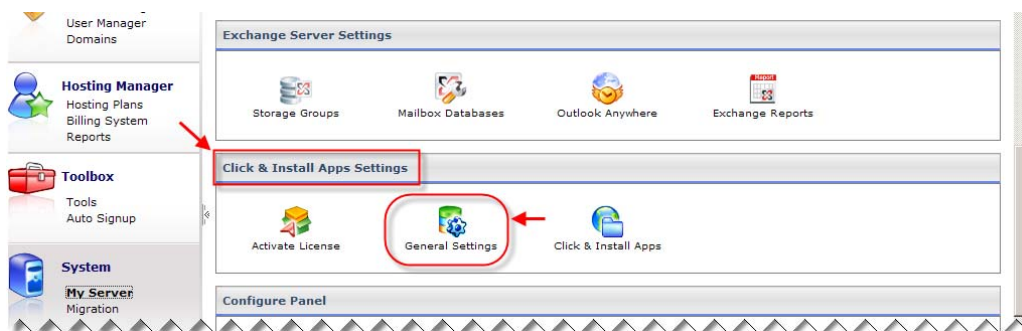 User Manager
Domains
Hosting Manager
Hosting Plans
Billing System
Reports
Toolbox
Tools
Auto Signup
System
My Server
Migration
Exchange Server Settings
Storage Groups
Mailbox Databases
Outlook Anywhere
Report
Exchange Reports
Click & Install Apps Settings
Activate License
General Settings
Click & Install Apps
Configure Panel